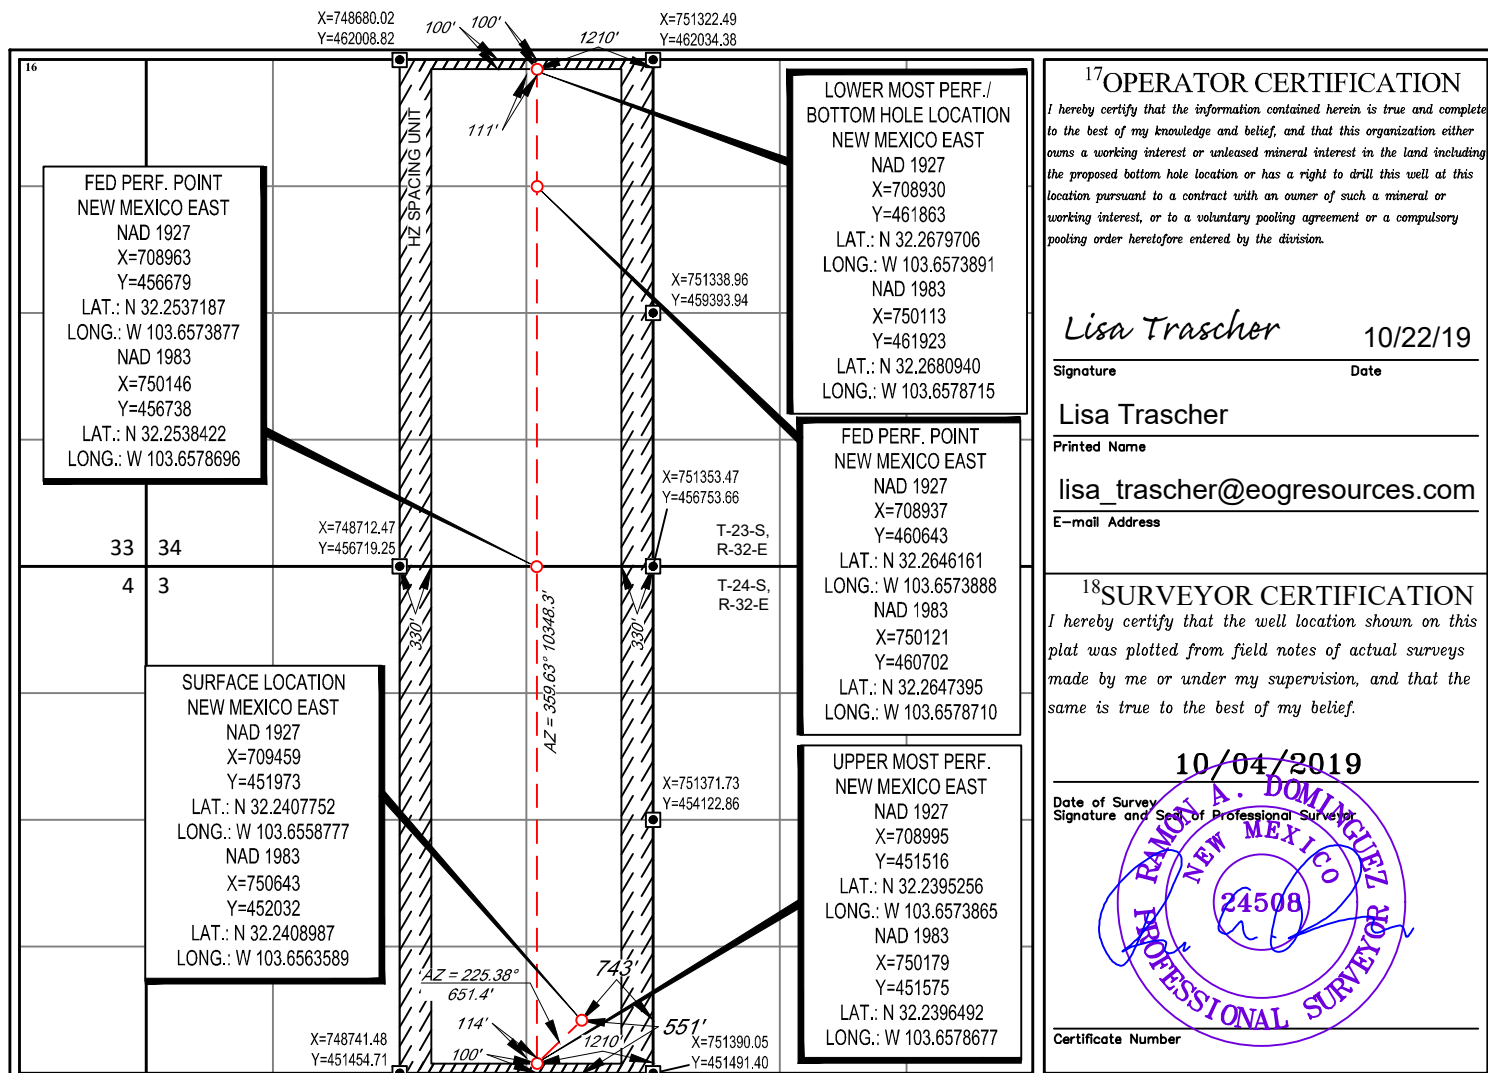 X=748680.02
Y=462008.82
100'
100'
1210'
X=751322.49
Y=462034.38
16
111'
HZ SPACING UNIT
LOWER MOST PERF./
BOTTOM HOLE LOCATION
NEW MEXICO EAST
NAD 1927
X=708930
Y=461863
LAT.: N 32.2679706
LONG.: W 103.6573891
NAD 1983
X=750113
Y=461923
LAT.: N 32.2680940
LONG.: W 103.6578715
FED PERF. POINT
NEW MEXICO EAST
NAD 1927
X=708963
Y=456679
LAT.: N 32.2537187
LONG.: W 103.6573877
NAD 1983
X=750146
Y=456738
LAT.: N 32.2538422
LONG.: W 103.6578696
X=751338.96
Y=459393.94
FED PERF. POINT
NEW MEXICO EAST
NAD 1927
X=708937
Y=460643
LAT.: N 32.2646161
LONG.: W 103.6573888
NAD 1983
X=750121
Y=460702
LAT.: N 32.2647395
LONG.: W 103.6578710
X=751353.47
Y=456753.66
X=748712.47
Y=456719.25
T-23-S,
R-32-E
33 34
4 3
T-24-S,
R-32-E
330'
330'
AZ = 359.63° 10348.3'
SURFACE LOCATION
NEW MEXICO EAST
NAD 1927
X=709459
Y=451973
LAT.: N 32.2407752
LONG.: W 103.6558777
NAD 1983
X=750643
Y=452032
LAT.: N 32.2408987
LONG.: W 103.6563589
X=751371.73
Y=454122.86
UPPER MOST PERF.
NEW MEXICO EAST
NAD 1927
X=708995
Y=451516
LAT.: N 32.2395256
LONG.: W 103.6573865
NAD 1983
X=750179
Y=451575
LAT.: N 32.2396492
LONG.: W 103.6578677
AZ = 225.38°
651.4'
743'
114'
551'
100'
1210'
X=748741.48
Y=451454.71
X=751390.05
Y=451491.40
17 OPERATOR CERTIFICATION
I hereby certify that the information contained herein is true and complete
to the best of my knowledge and belief, and that this organization either
owns a working interest or unleased mineral interest in the land including
the proposed bottom hole location or has a right to drill this well at this
location pursuant to a contract with an owner of such a mineral or
working interest, or to a voluntary pooling agreement or a compulsory
pooling order heretofore entered by the division.
Lisa Trascher 10/22/19
Signature Date
Lisa Trascher
Printed Name
lisa_trascher@eogresources.com
E-mail Address
18 SURVEYOR CERTIFICATION
I hereby certify that the well location shown on this
plat was plotted from field notes of actual surveys
made by me or under my supervision, and that the
same is true to the best of my belief.
10/04/2019
Date of Survey
Signature and Seal of Professional Surveyor
RAMON A. DOMINGUEZ
NEW MEXICO
24508
PROFESSIONAL SURVEYOR
Certificate Number